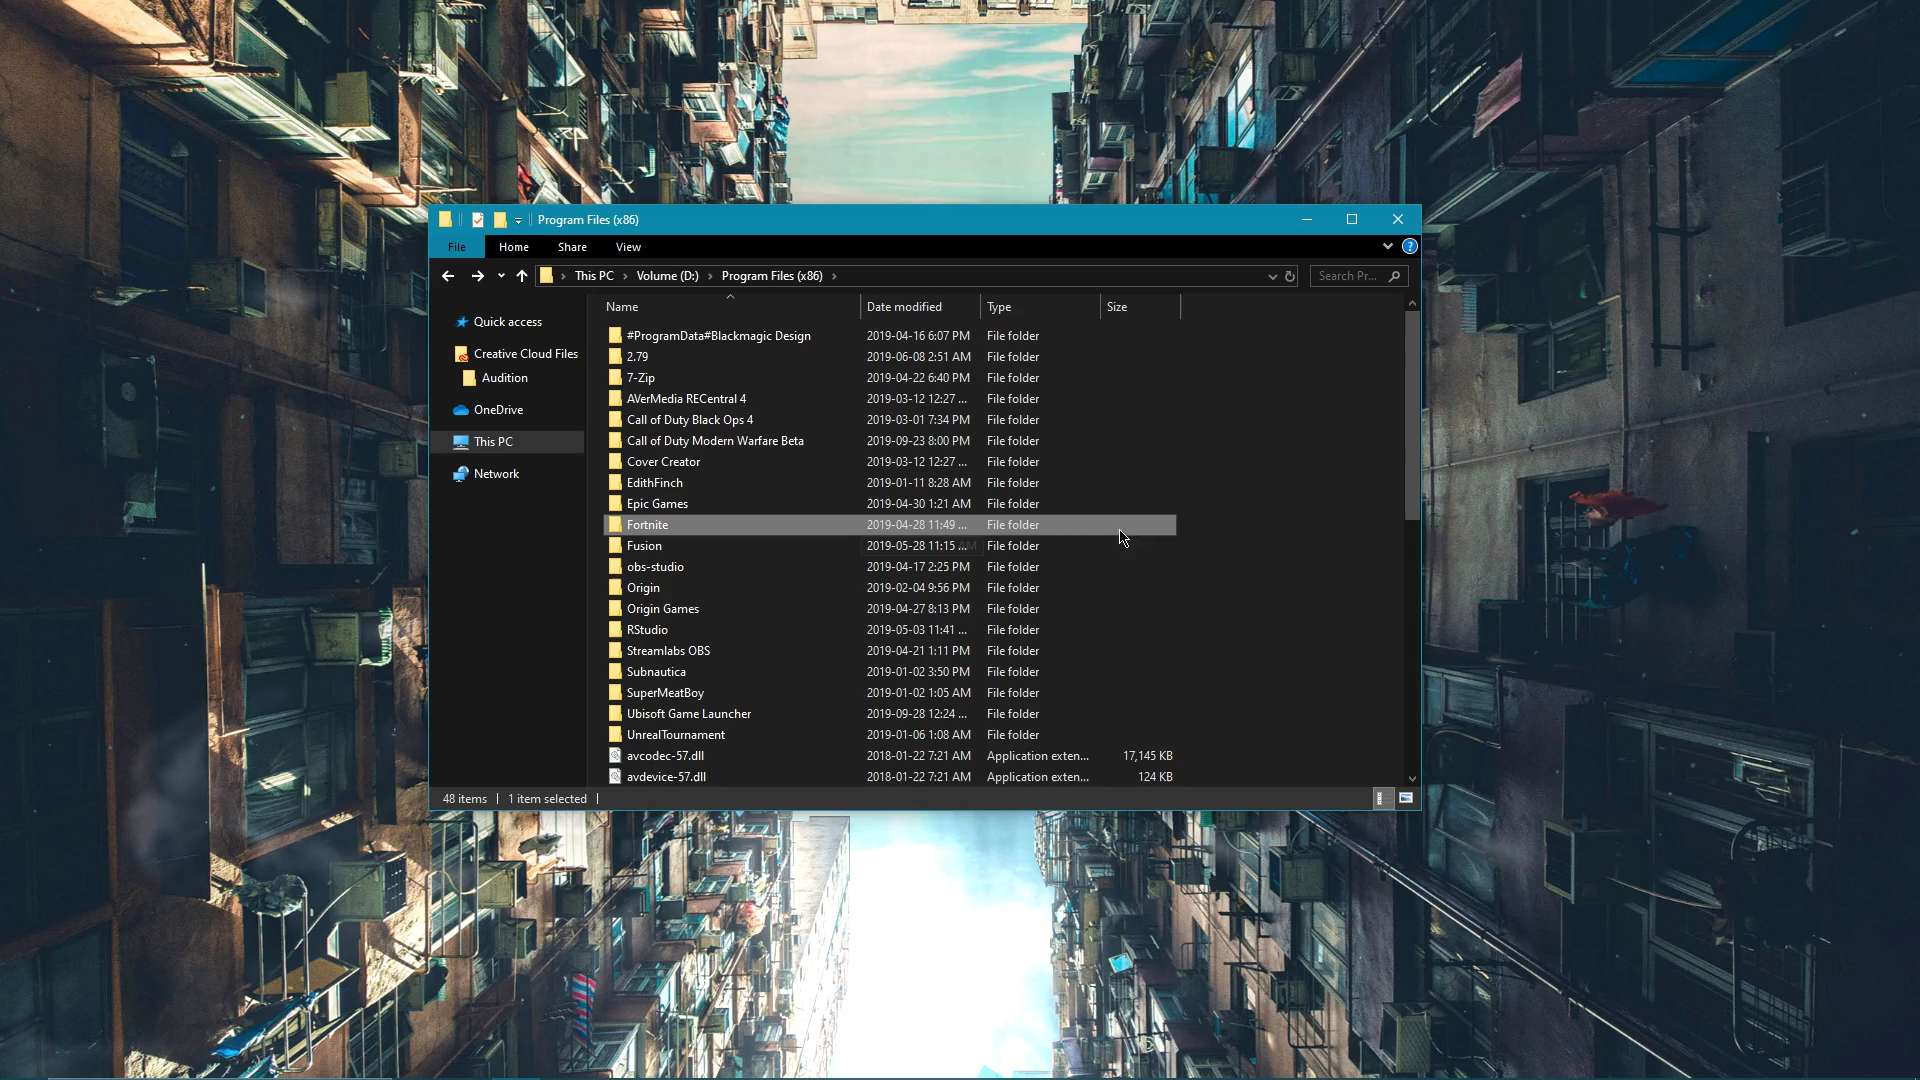 Program Files (x86)
File Home Share View
This PC Volume (D:) Program Files (x86) Search Pr...
Name Date modified Type Size
Quick access
Creative Cloud Files
Audition
OneDrive
This PC
Network
#ProgramData#Blackmagic Design 2019-04-16 6:07 PM File folder
2.79 2019-06-08 2:51 AM File folder
7-Zip 2019-04-22 6:40 PM File folder
AVerMedia RECentral 4 2019-03-12 12:27 ... File folder
Call of Duty Black Ops 4 2019-03-01 7:34 PM File folder
Call of Duty Modern Warfare Beta 2019-09-23 8:00 PM File folder
Cover Creator 2019-03-12 12:27 ... File folder
EdithFinch 2019-01-11 8:28 AM File folder
Epic Games 2019-04-30 1:21 AM File folder
Fortnite 2019-04-28 11:49 ... File folder
Fusion 2019-05-28 11:15 ... AM File folder
obs-studio 2019-04-17 2:25 PM File folder
Origin 2019-02-04 9:56 PM File folder
Origin Games 2019-04-27 8:13 PM File folder
RStudio 2019-05-03 11:41 ... File folder
Streamlabs OBS 2019-04-21 1:11 PM File folder
Subnautica 2019-01-02 3:50 PM File folder
SuperMeatBoy 2019-01-02 1:05 AM File folder
Ubisoft Game Launcher 2019-09-28 12:24 ... File folder
UnrealTournament 2019-01-06 1:08 AM File folder
avcodec-57.dll 2018-01-22 7:21 AM Application exten... 17,145 KB
avdevice-57.dll 2018-01-22 7:21 AM Application exten... 124 KB
48 items 1 item selected